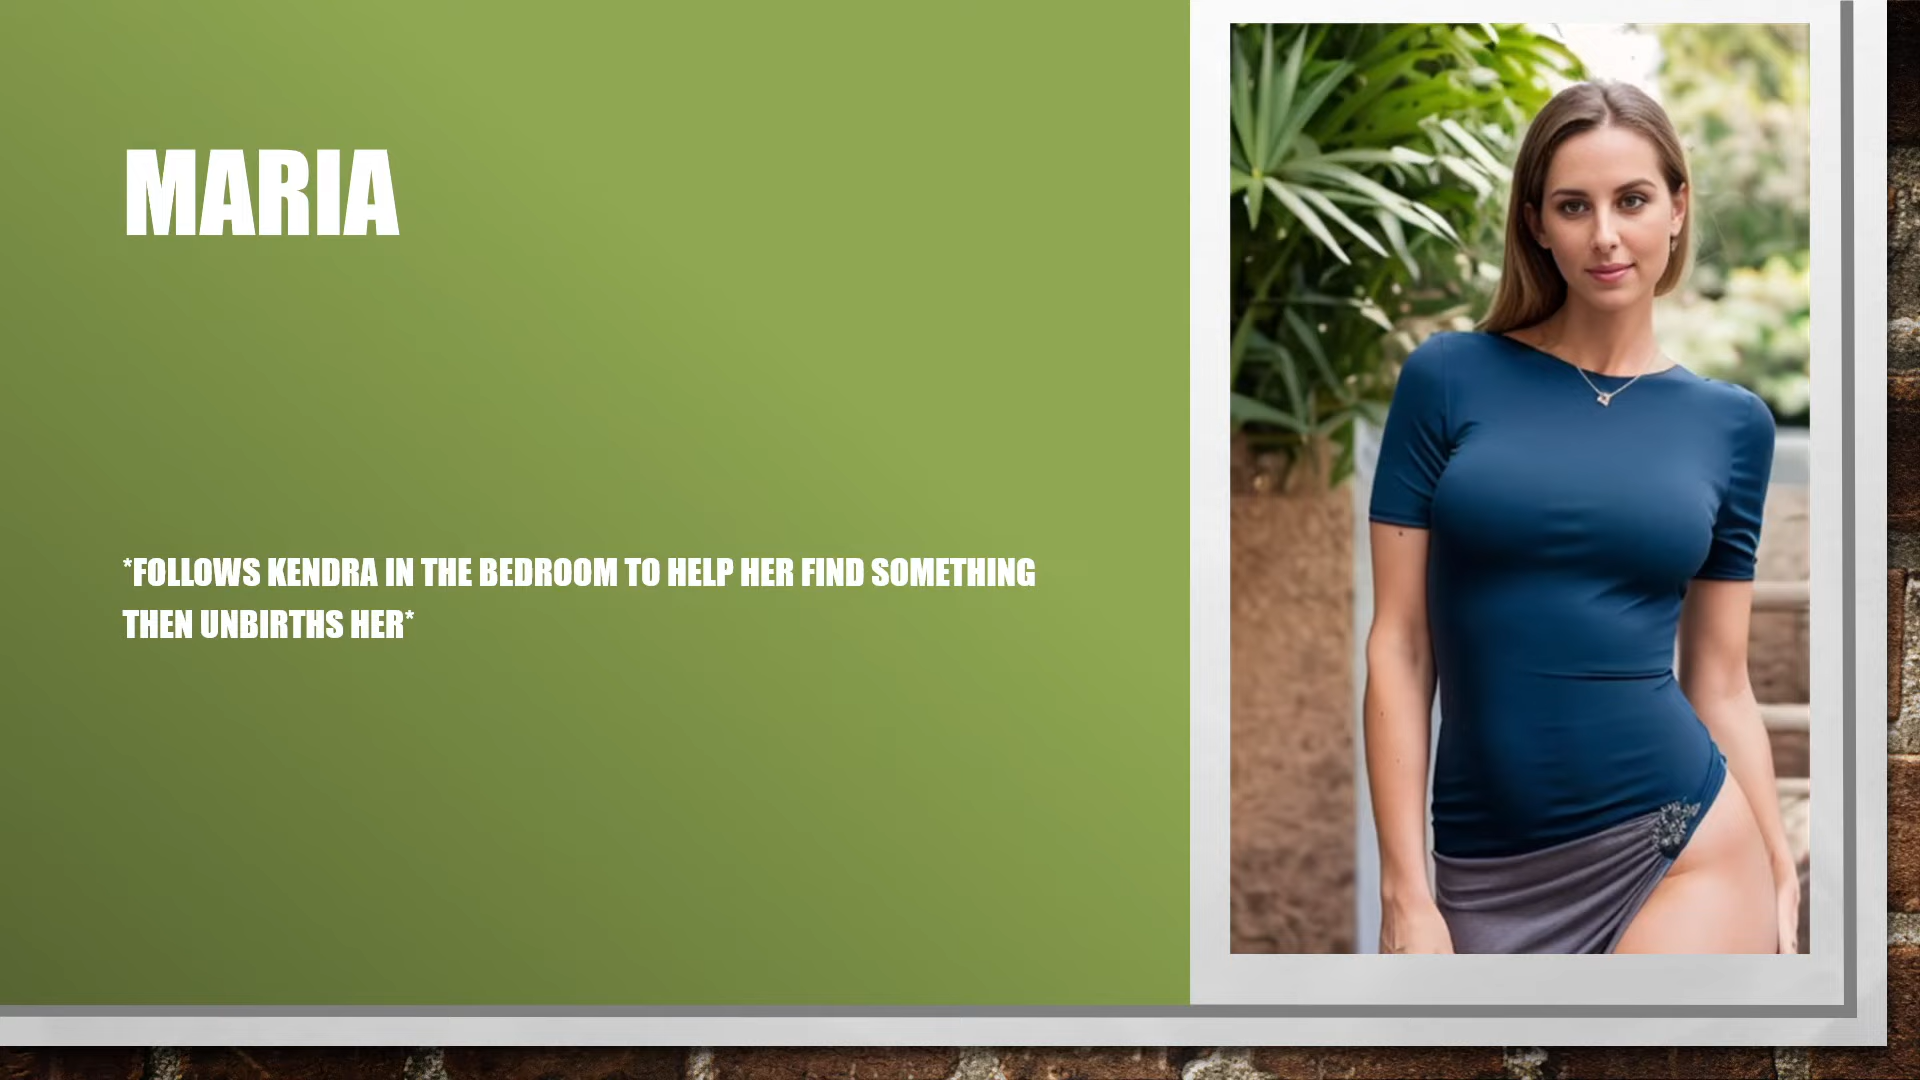 MARIA
*FOLLOWS KENDRA IN THE BEDROOM TO HELP HER FIND SOMETHING
THEN UNBIRTHS HER*